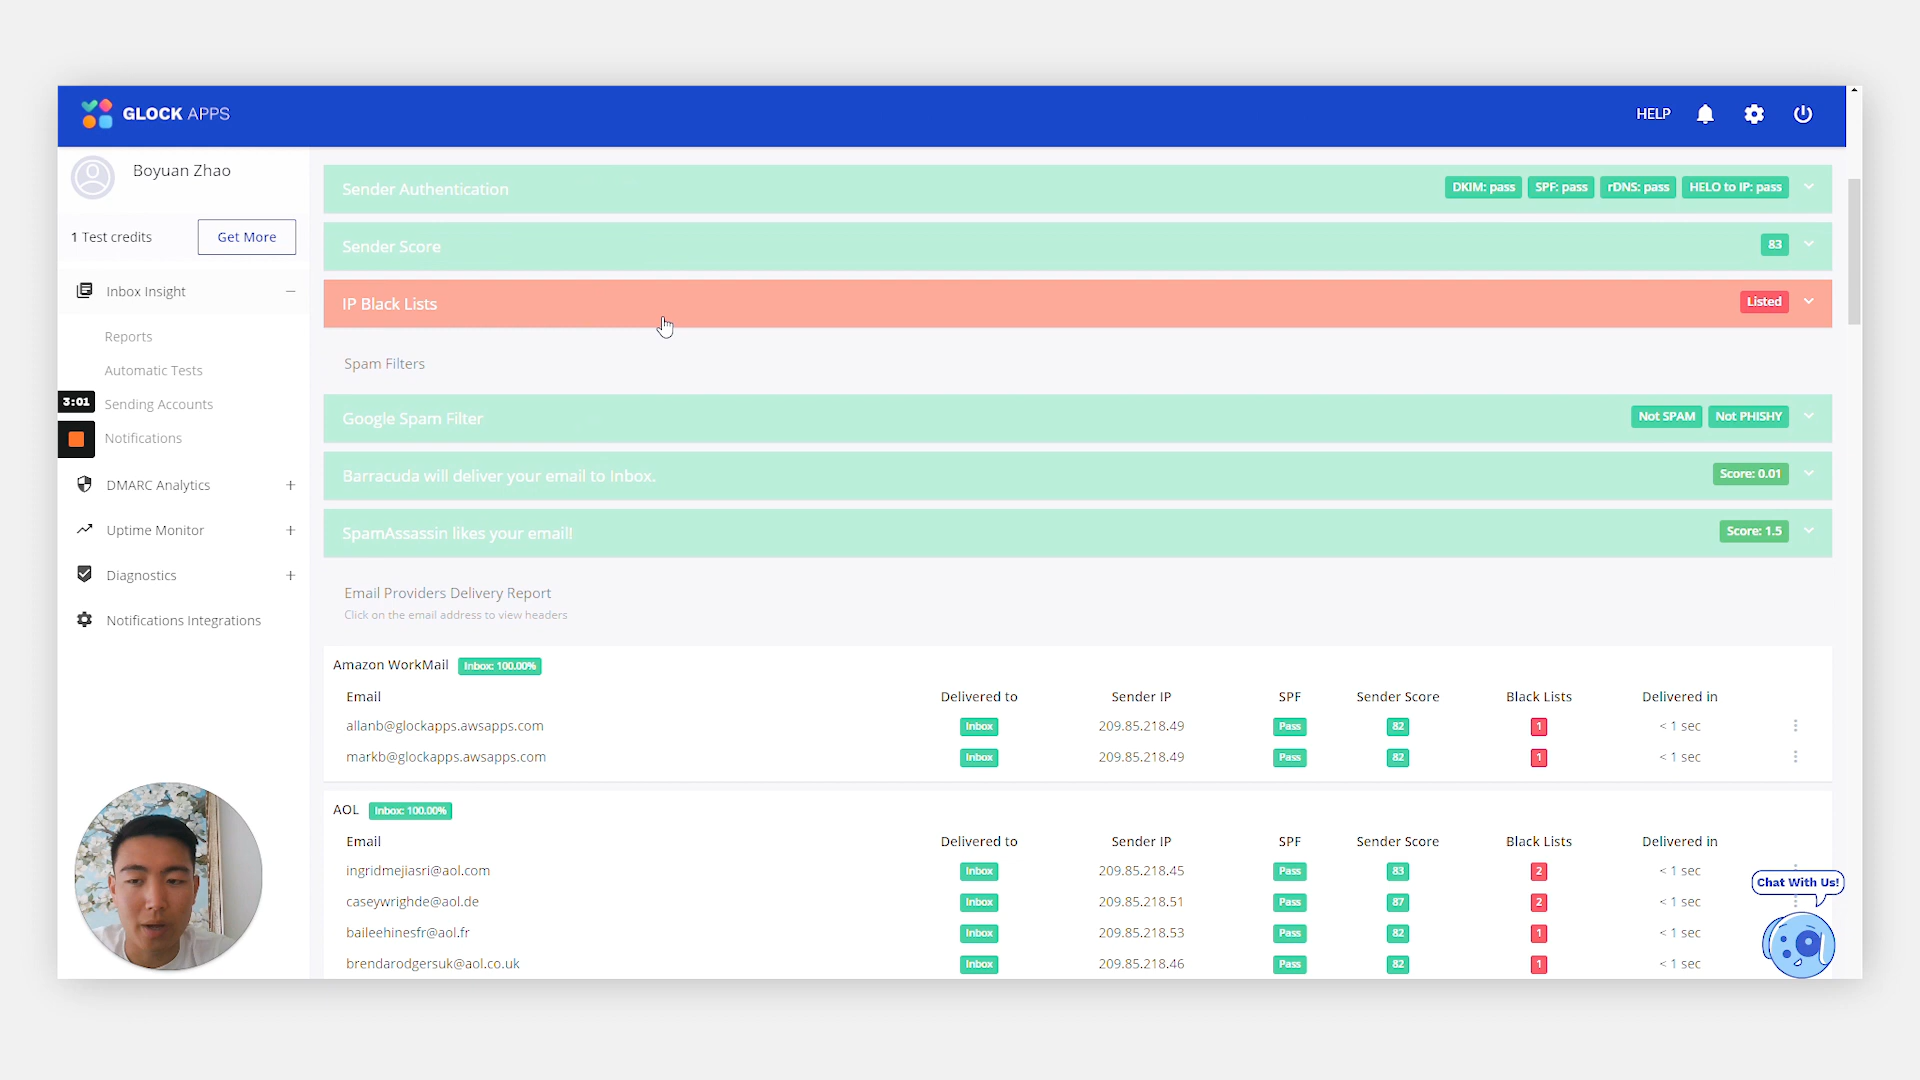 GLOCK APPS
HELP
Boyuan Zhao
1 Test credits
Get More
Inbox Insight
Reports
Automatic Tests
3:01
Sending Accounts
Notifications
DMARC Analytics
Uptime Monitor
Diagnostics
Notifications Integrations
Sender Authentication
DKIM: pass SPF: pass rDNS: pass HELO to IP: pass
Sender Score
83
IP Black Lists
Listed
Spam Filters
Google Spam Filter
Not SPAM Not PHISHY
Barracuda will deliver your email to Inbox.
Score: 0.01
SpamAssassin likes your email!
Score: 1.5
Email Providers Delivery Report
Click on the email address to view headers
Amazon WorkMail Inbox: 100.00%
Email Delivered to Sender IP SPF Sender Score Black Lists Delivered in
allanb@glockapps.awsapps.com Inbox 209.85.218.49 Pass 82 1 < 1 sec
markb@glockapps.awsapps.com Inbox 209.85.218.49 Pass 82 1 < 1 sec
AOL Inbox: 100.00%
Email Delivered to Sender IP SPF Sender Score Black Lists Delivered in
ingridmejiasri@aol.com Inbox 209.85.218.45 Pass 83 2 < 1 sec
caseywrighde@aol.de Inbox 209.85.218.51 Pass 87 2 < 1 sec
baileehinesfr@aol.fr Inbox 209.85.218.53 Pass 82 1 < 1 sec
brendarodgersuk@aol.co.uk Inbox 209.85.218.46 Pass 82 1 < 1 sec
Chat With Us!